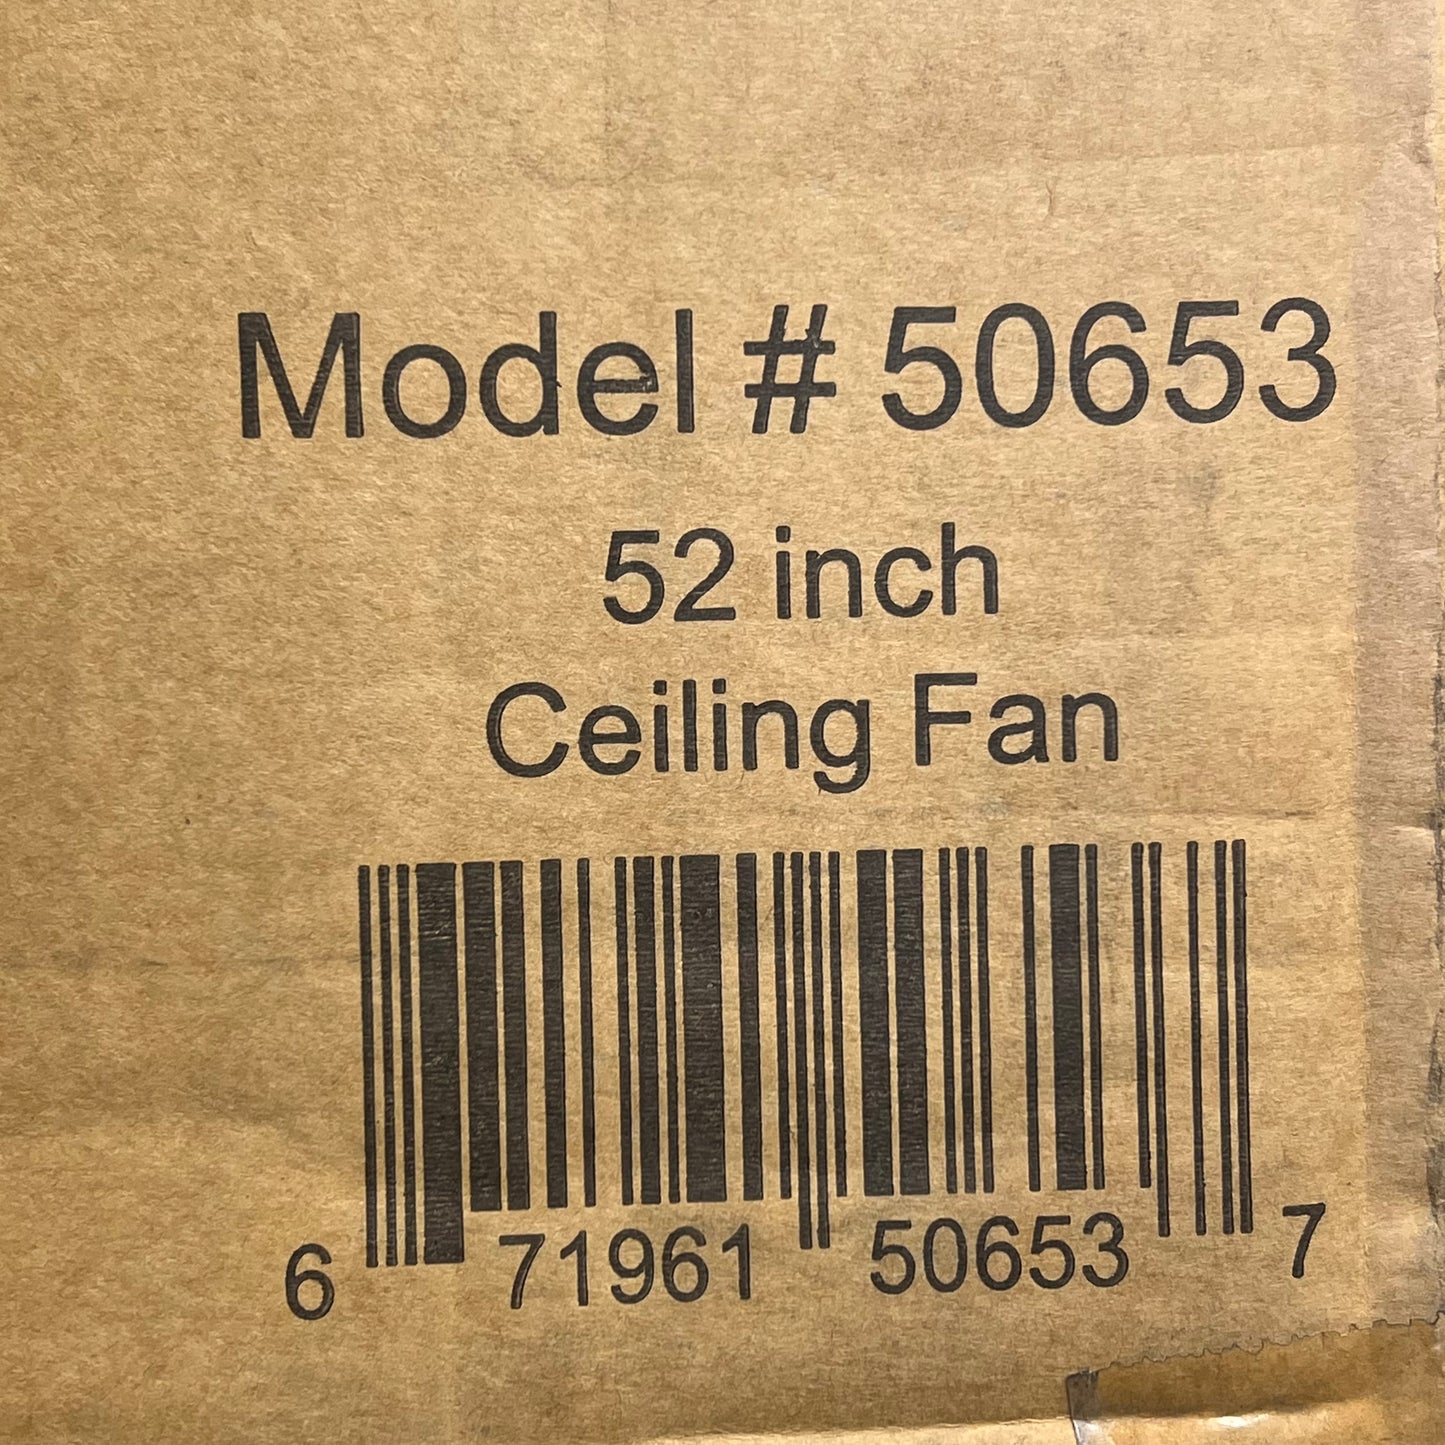 Model # 50653
52 inch
Ceiling Fan
6 71961 50653 7